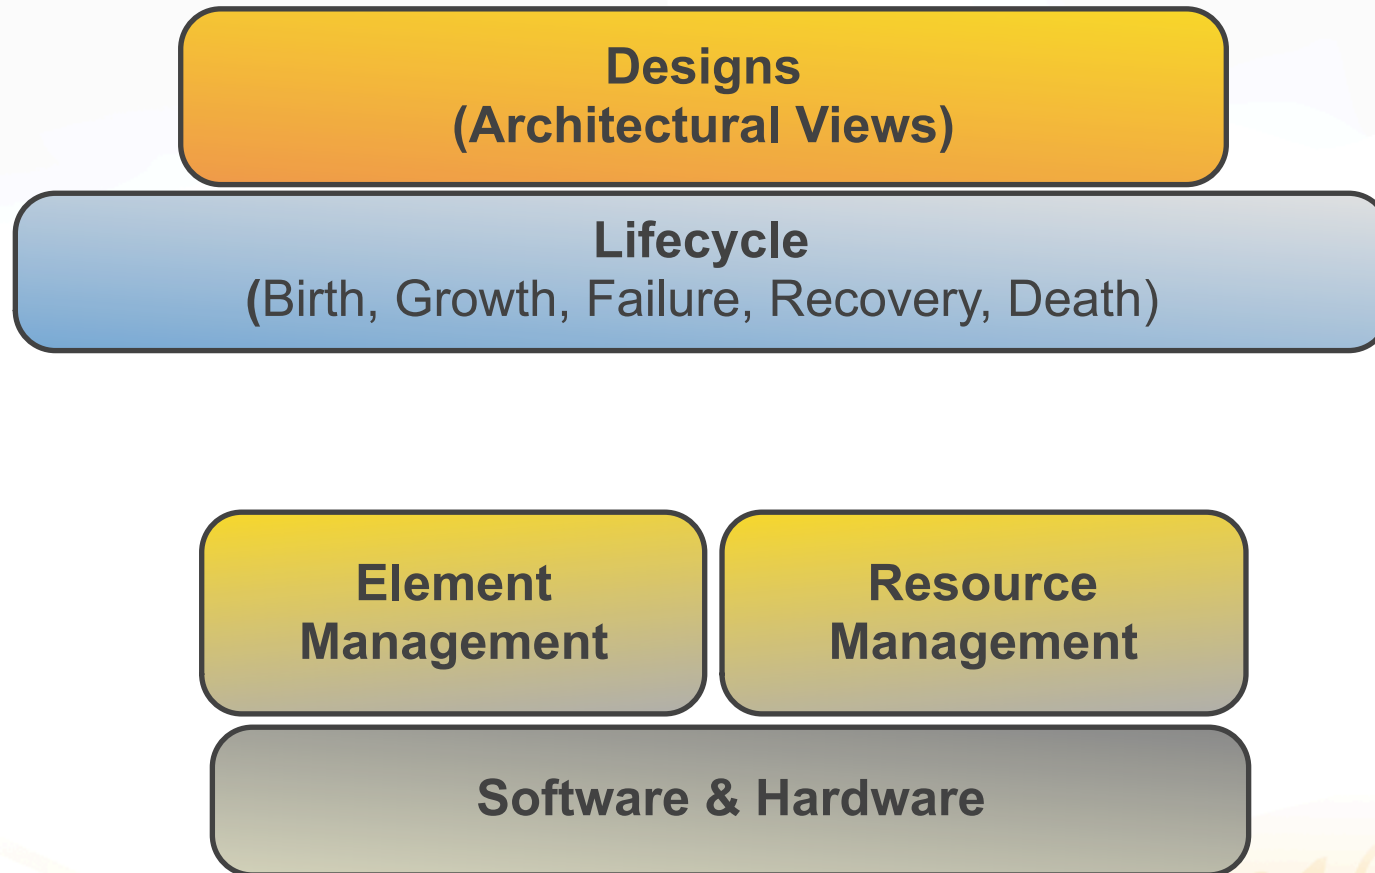 Designs
(Architectural Views)
Lifecycle
(Birth, Growth, Failure, Recovery, Death)
Element
Management
Resource
Management
Software & Hardware